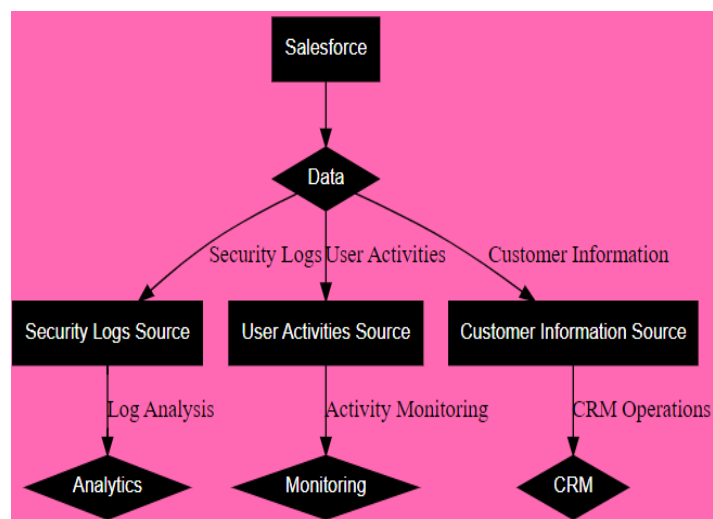 Salesforce
Data
Security Logs
User Activities
Customer Information
Security Logs Source
User Activities Source
Customer Information Source
Log Analysis
Activity Monitoring
CRM Operations
Analytics
Monitoring
CRM